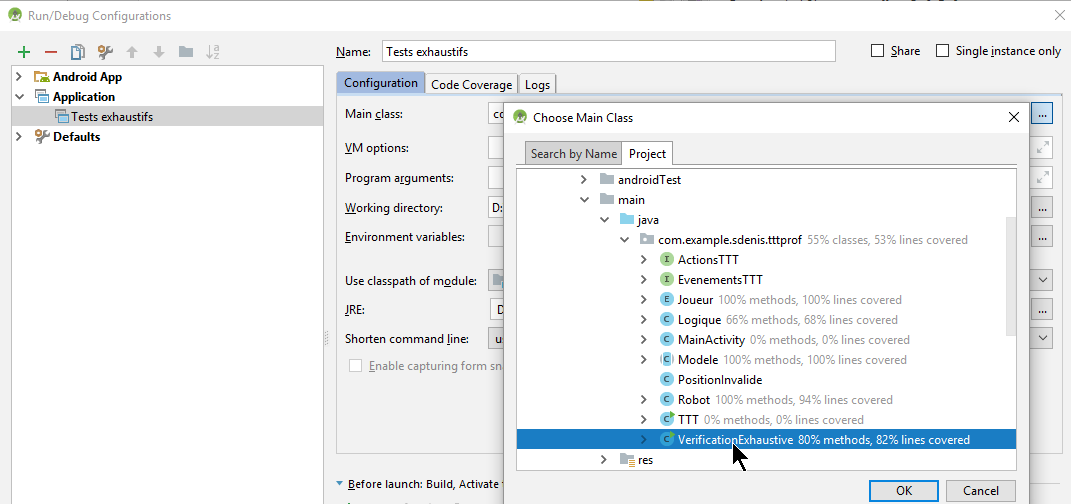 Run/Debug Configurations
Name: Tests exhaustifs Share Single instance only
Android App
Application
Tests exhaustifs
Defaults
Configuration Code Coverage Logs
Main class: ...
VM options:
Program arguments:
Working directory: D: ...
Environment variables: ...
Use classpath of module:
JRE: D ...
Shorten command line:
Enable capturing form sn
Before launch: Build, Activate
Choose Main Class
Search by Name Project
androidTest
main
java
com.example.sdenis.tttprof 55% classes, 53% lines covered
I ActionsTTT
I EvenementsTTT
E Joueur 100% methods, 100% lines covered
C Logique 66% methods, 68% lines covered
C MainActivity 0% methods, 0% lines covered
C Modele 100% methods, 100% lines covered
C PositionInvalide
C Robot 100% methods, 94% lines covered
C TTT 0% methods, 0% lines covered
C VerificationExhaustive 80% methods, 82% lines covered
res
OK Cancel